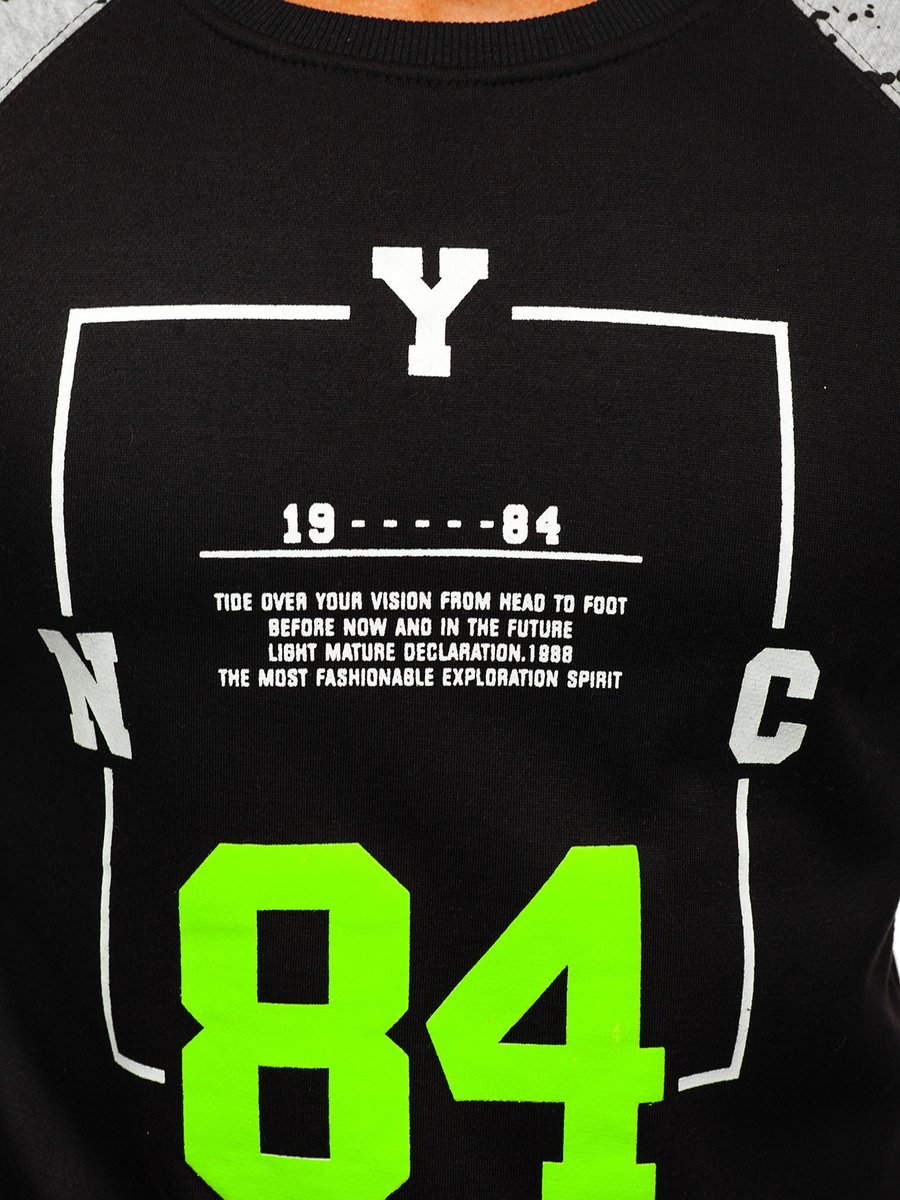 Y
19-----84
TIDE OVER YOUR VISION FROM HEAD TO FOOT
BEFORE NOW AND IN THE FUTURE
LIGHT MATURE DECLARATION.1988
THE MOST FASHIONABLE EXPLORATION SPIRIT
N C
84